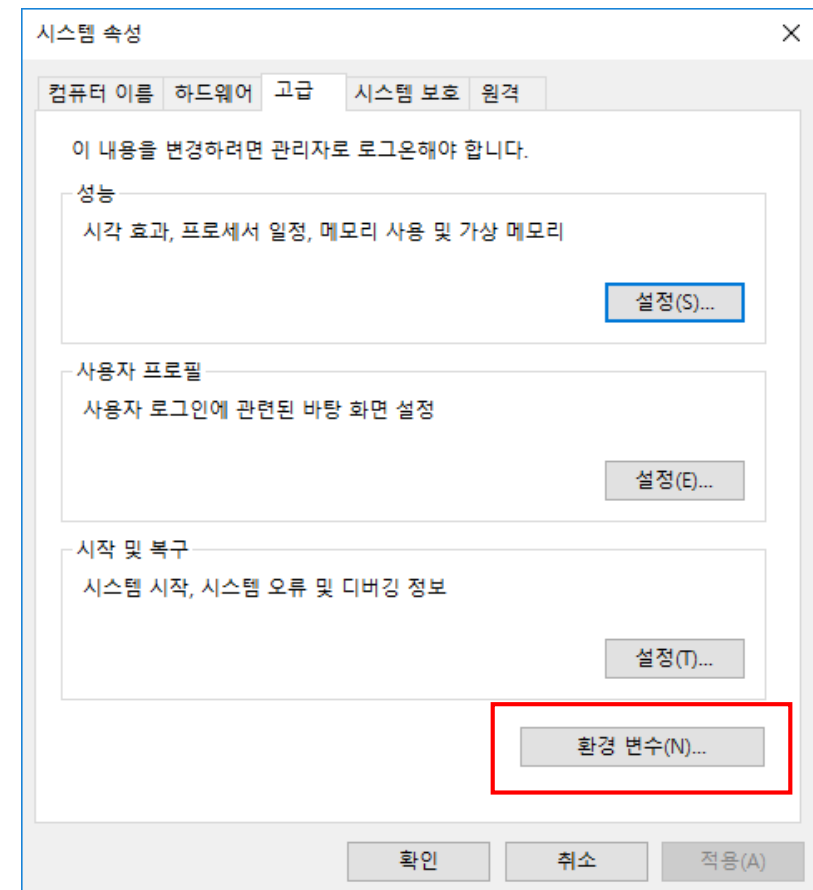 시스템 속성
컴퓨터 이름 하드웨어 고급 시스템 보호 원격
이 내용을 변경하려면 관리자로 로그온해야 합니다.
성능
시각 효과, 프로세서 일정, 메모리 사용 및 가상 메모리
설정(S)...
사용자 프로필
사용자 로그인에 관련된 바탕 화면 설정
설정(E)...
시작 및 복구
시스템 시작, 시스템 오류 및 디버깅 정보
설정(T)...
환경 변수(N)...
확인 취소 적용(A)